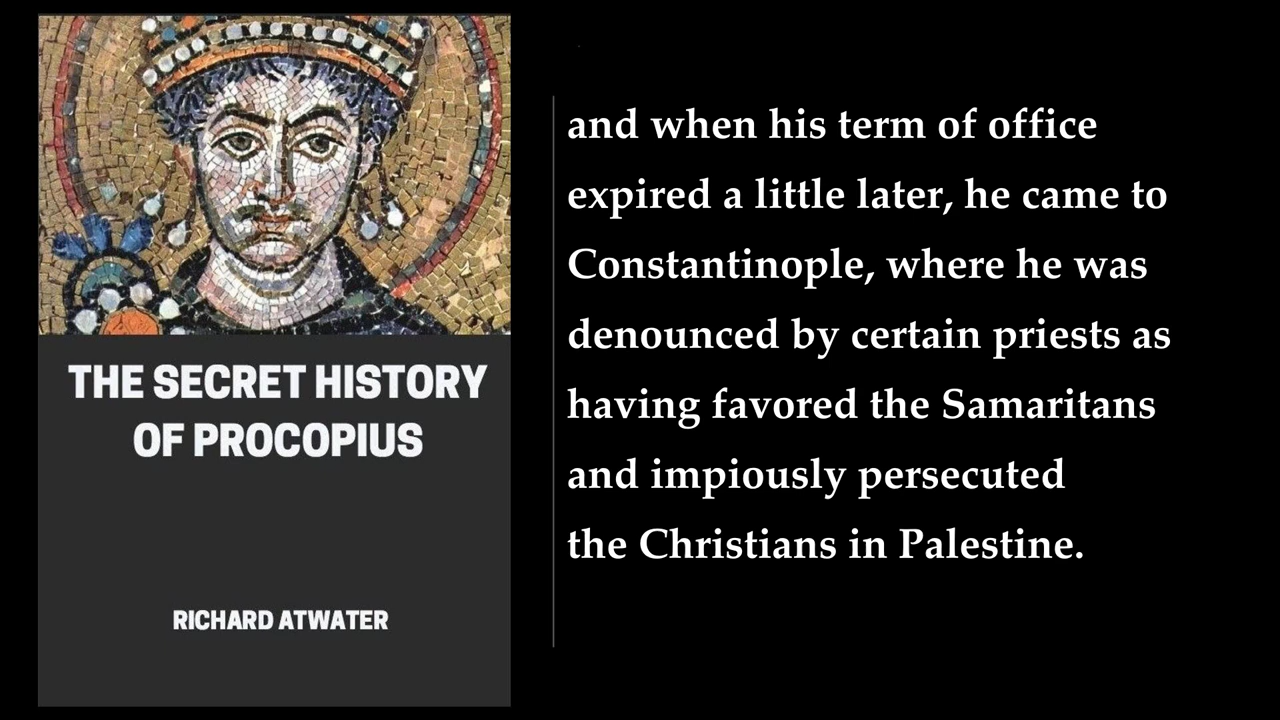 THE SECRET HISTORY
OF PROCOPIUS
RICHARD ATWATER
and when his term of office
expired a little later, he came to
Constantinople, where he was
denounced by certain priests as
having favored the Samaritans
and impiously persecuted
the Christians in Palestine.